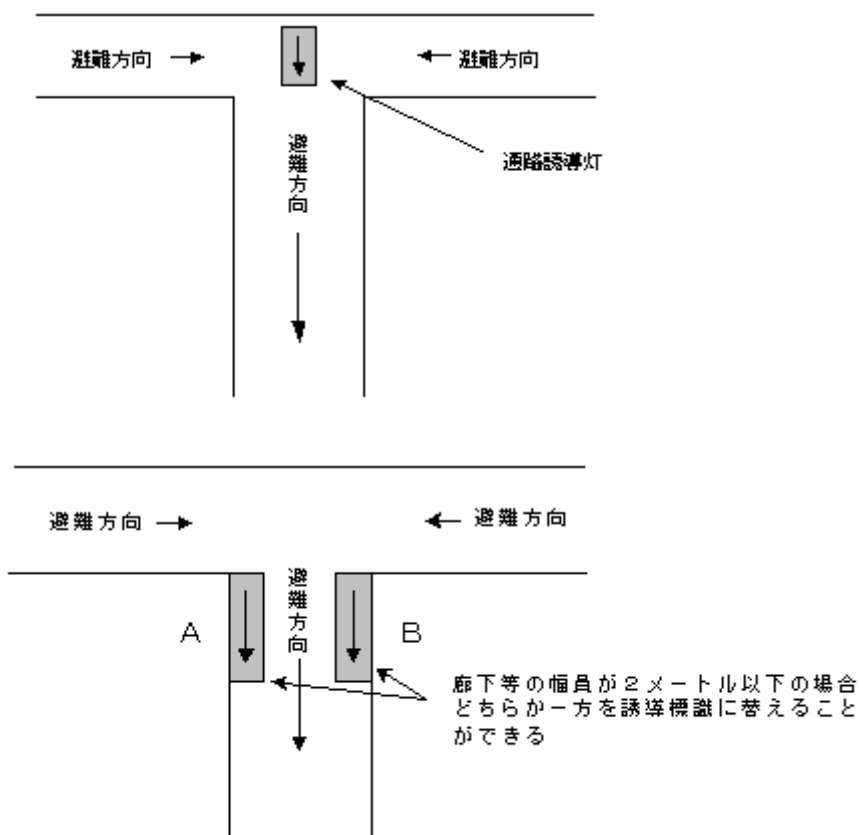 避難方向
避難方向
避難方向
通路誘導灯
避難方向
避難方向
避難方向
A
B
廊下等の幅員が２メートル以下の場合
どちらか一方を誘導標識に替えること
ができる